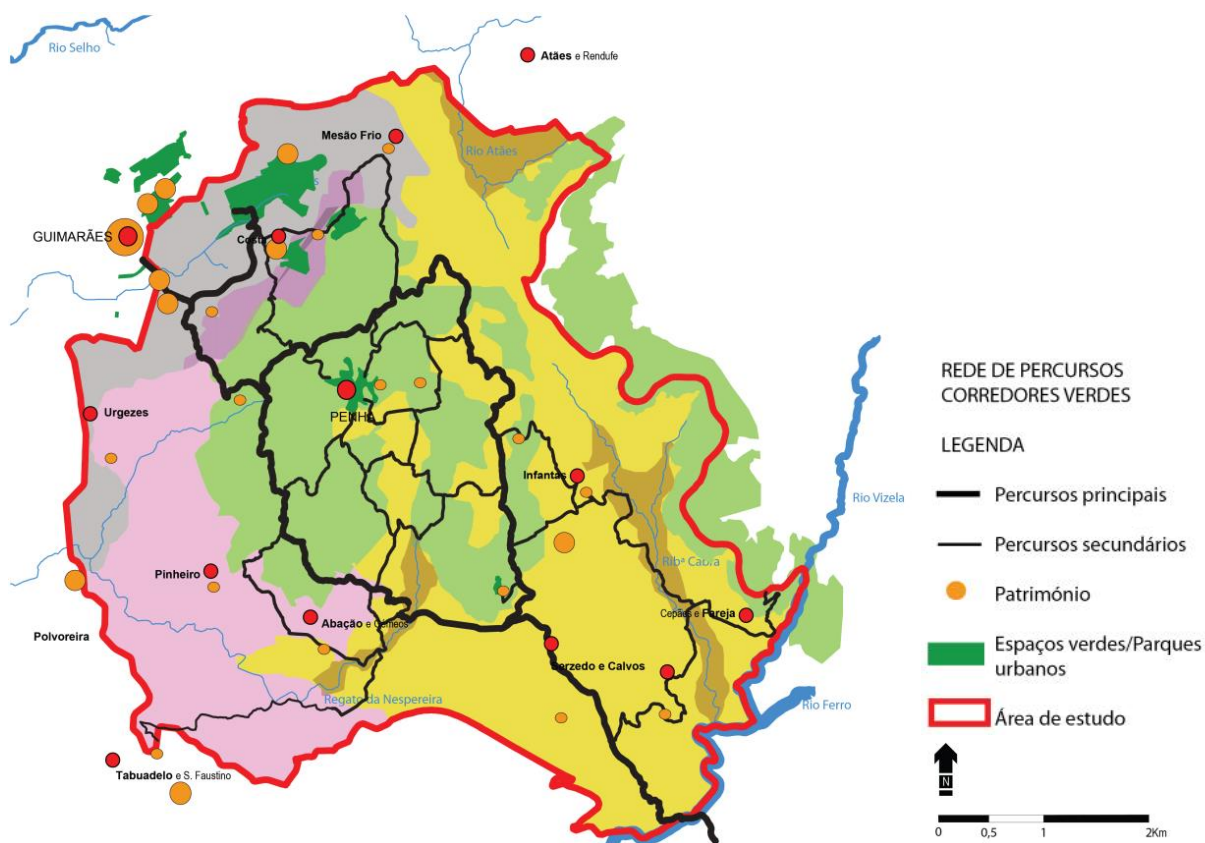 Rio Selho
Atães e Rendufe
Mesão Frio
Rio Atães
GUIMARÃES
Costa
Urgezes
PENHA
Infantas
Rio Vizela
Ribª Cabra
Pinheiro
Abação e Gémeos
Cepães e Fareja
Polvoreira
Serzedo e Calvos
Regato da Nespereira
Rio Ferro
Tabuadelo e S. Faustino
REDE DE PERCURSOS
CORREDORES VERDES
LEGENDA
Percursos principais
Percursos secundários
Património
Espaços verdes/Parques
urbanos
Área de estudo
N
0 0,5 1 2Km